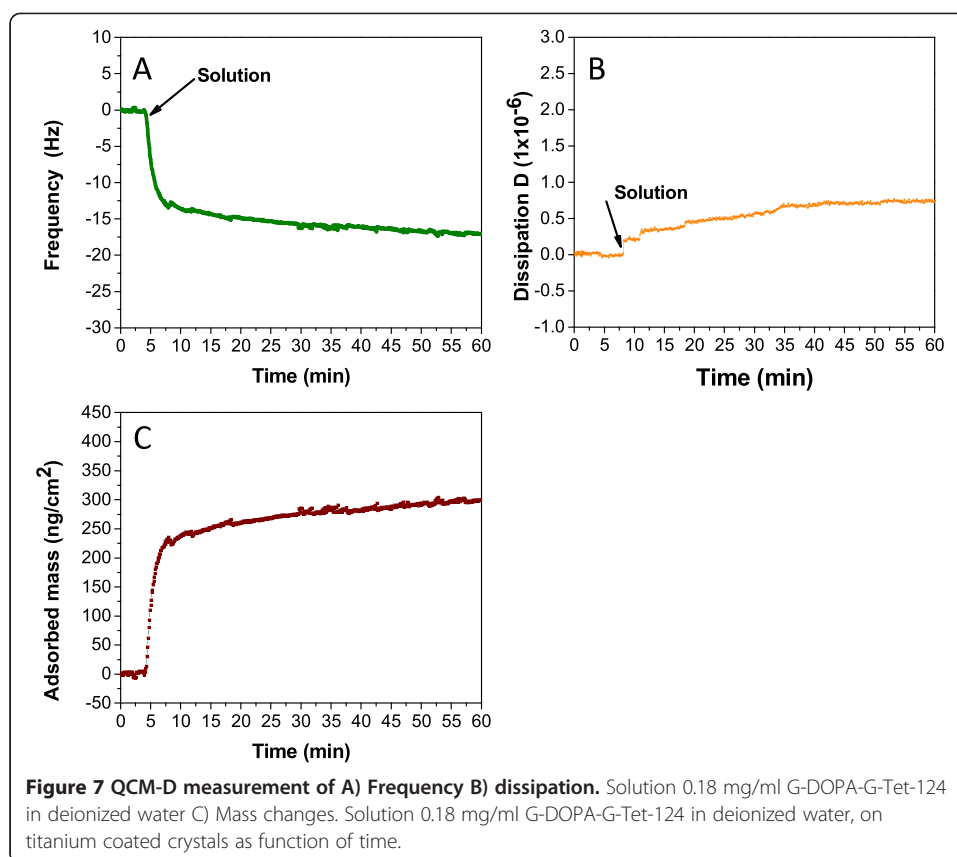 A
Solution
Frequency (Hz)
10
5
0
-5
-10
-15
-20
-25
-30
0 5 10 15 20 25 30 35 40 45 50 55 60
Time (min)
B
Solution
Dissipation D (1x10⁻⁶)
3.0
2.5
2.0
1.5
1.0
0.5
0.0
-0.5
-1.0
0 5 10 15 20 25 30 35 40 45 50 55 60
Time (min)
C
Adsorbed mass (ng/cm²)
450
400
350
300
250
200
150
100
50
0
-50
0 5 10 15 20 25 30 35 40 45 50 55 60
Time (min)
Figure 7 QCM-D measurement of A) Frequency B) dissipation. Solution 0.18 mg/ml G-DOPA-G-Tet-124
in deionized water C) Mass changes. Solution 0.18 mg/ml G-DOPA-G-Tet-124 in deionized water, on
titanium coated crystals as function of time.